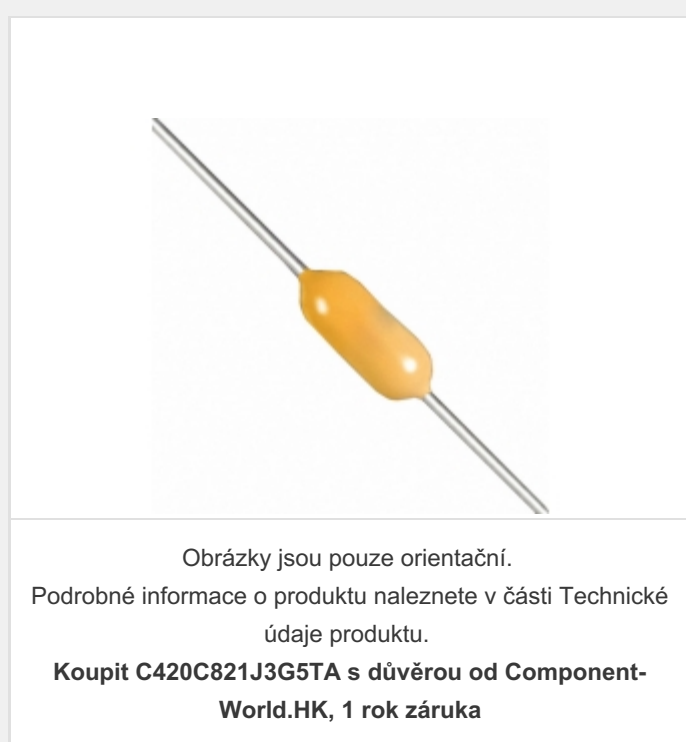 Obrázky jsou pouze orientační.
Podrobné informace o produktu naleznete v části Technické
údaje produktu.
Koupit C420C821J3G5TA s důvěrou od Component-
World.HK, 1 rok záruka